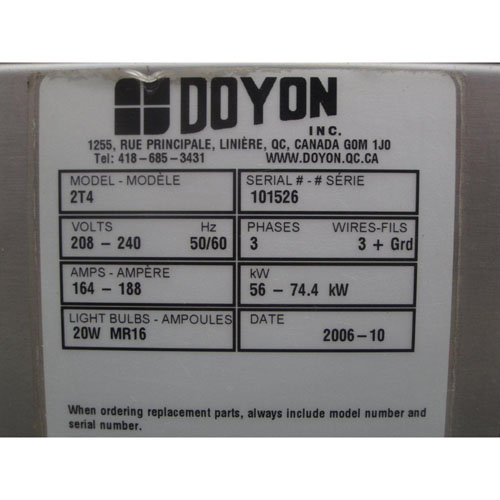 DOYON
INC.
1255, RUE PRINCIPALE, LINIÈRE, QC, CANADA G0M 1J0
Tel: 418-685-3431 WWW.DOYON.QC.CA
MODEL - MODÈLE SERIAL # - # SÉRIE
2T4 101526
VOLTS Hz PHASES WIRES-FILS
208 - 240 50/60 3 3 + Grd
AMPS - AMPÈRE kW
164 - 188 56 - 74.4 kW
LIGHT BULBS - AMPOULES DATE
20W MR16 2006-10
When ordering replacement parts, always include model number and
serial number.